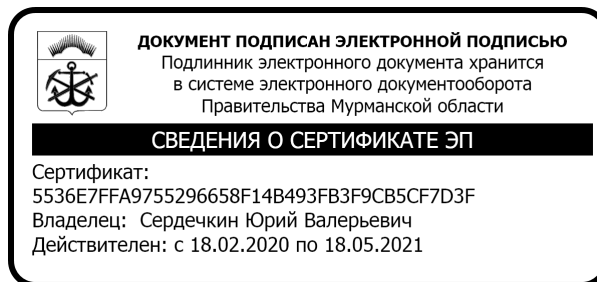 ДОКУМЕНТ ПОДПИСАН ЭЛЕКТРОННОЙ ПОДПИСЬЮ
Подлинник электронного документа хранится
в системе электронного документооборота
Правительства Мурманской области
СВЕДЕНИЯ О СЕРТИФИКАТЕ ЭП
Сертификат:
5536E7FFA9755296658F14B493FB3F9CB5CF7D3F
Владелец: Сердечкин Юрий Валерьевич
Действителен: с 18.02.2020 по 18.05.2021